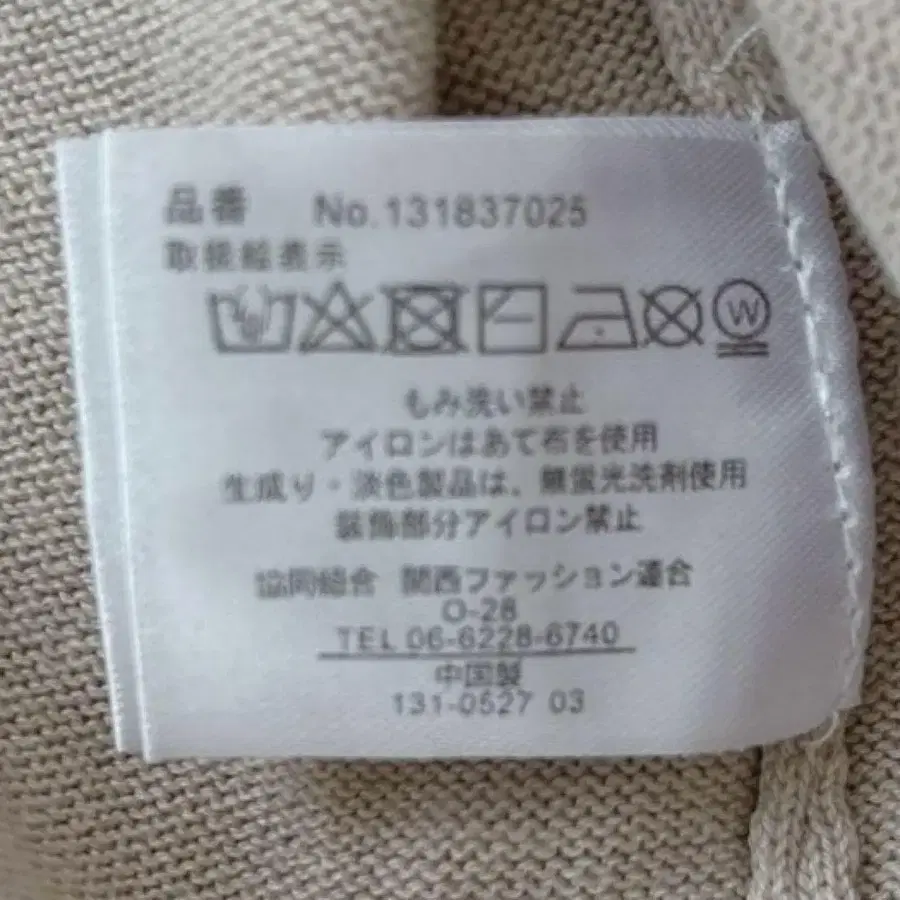 品番 No.131837025
取扱絵表示
W
もみ洗い禁止
アイロンはあて布を使用
生成り・淡色製品は、無蛍光洗剤使用
装飾部分アイロン禁止
協同組合 関西ファッション連合
O-28
TEL 06-6228-6740
中国製
131-0527 03